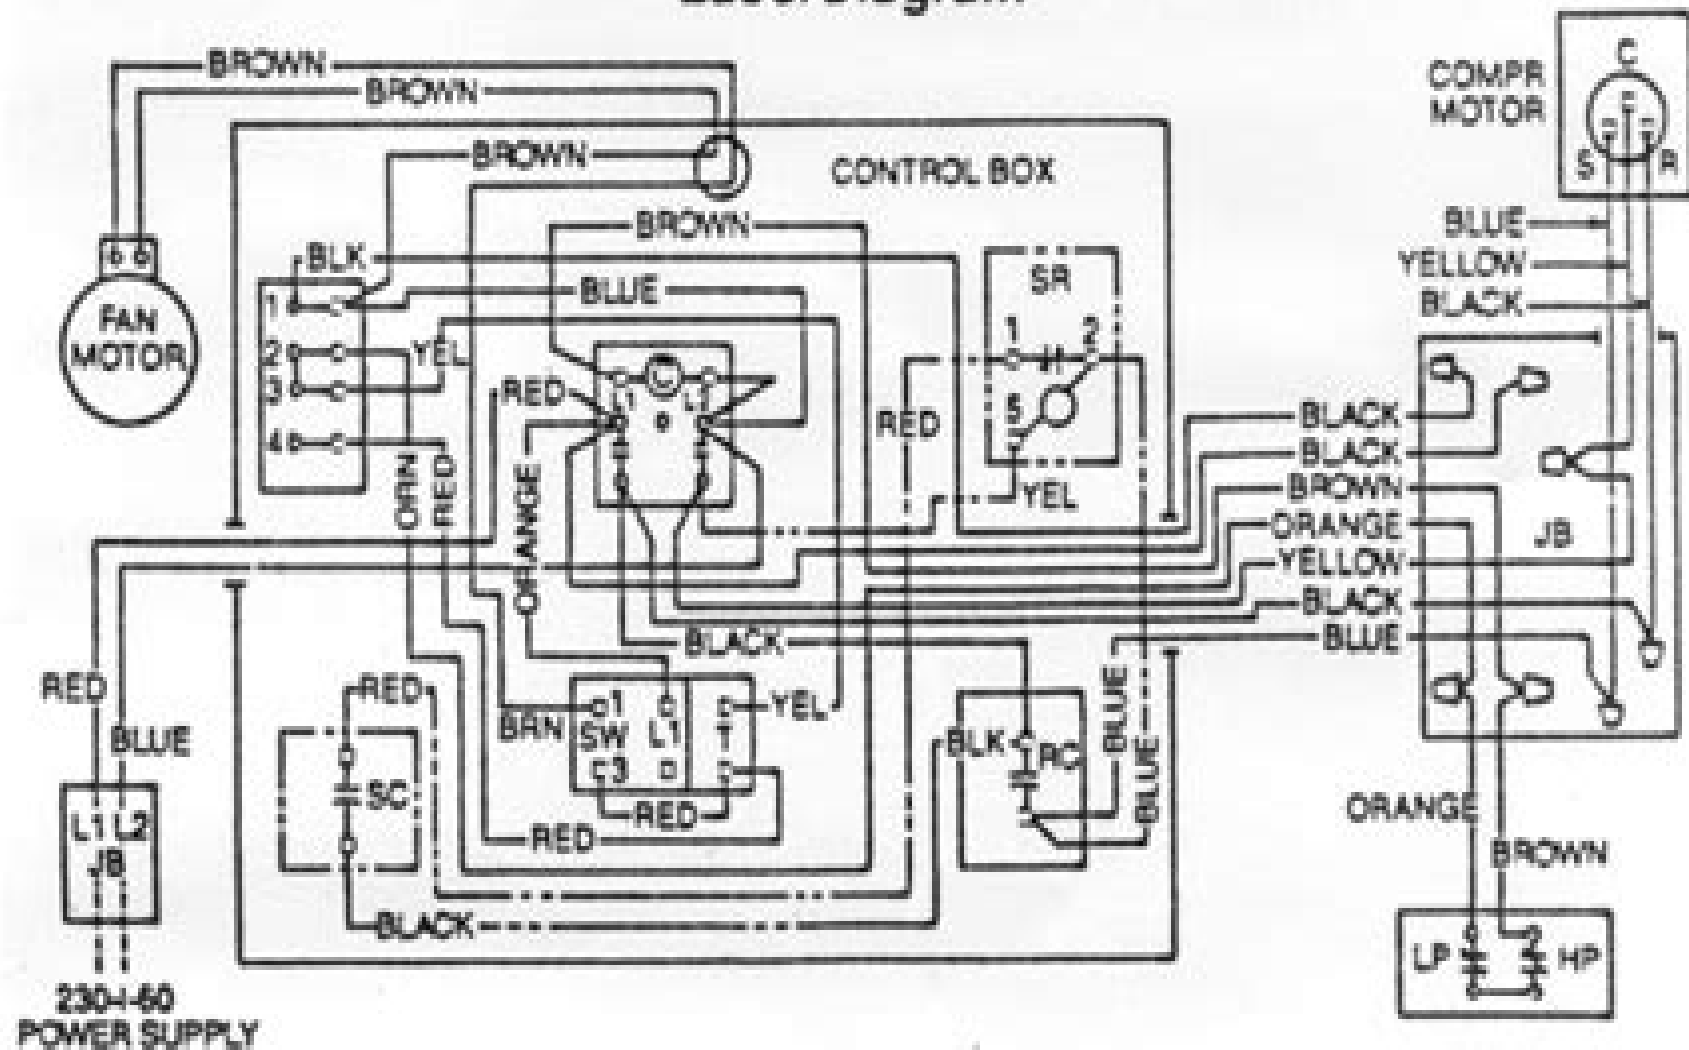 BROWN
BROWN
BROWN
CONTROL BOX
COMPR
MOTOR
C
S
R
BROWN
BLUE
BLK
YELLOW
SR
BLUE
BLACK
1
FAN
MOTOR
1
2
2
YEL
3
RED
C
L1
5
BLACK
RED
4
BLACK
ORN
RED
ORANGE
YEL
BROWN
ORANGE
JB
YELLOW
BLACK
BLACK
BLUE
RED
RED
1
YEL
BLUE
BRN
SW
L1
BLUE
BLK
RC
BLUE
3
SC
RED
ORANGE
L1 L2
RED
JB
BROWN
BLACK
LP
HP
230-1-60
POWER SUPPLY